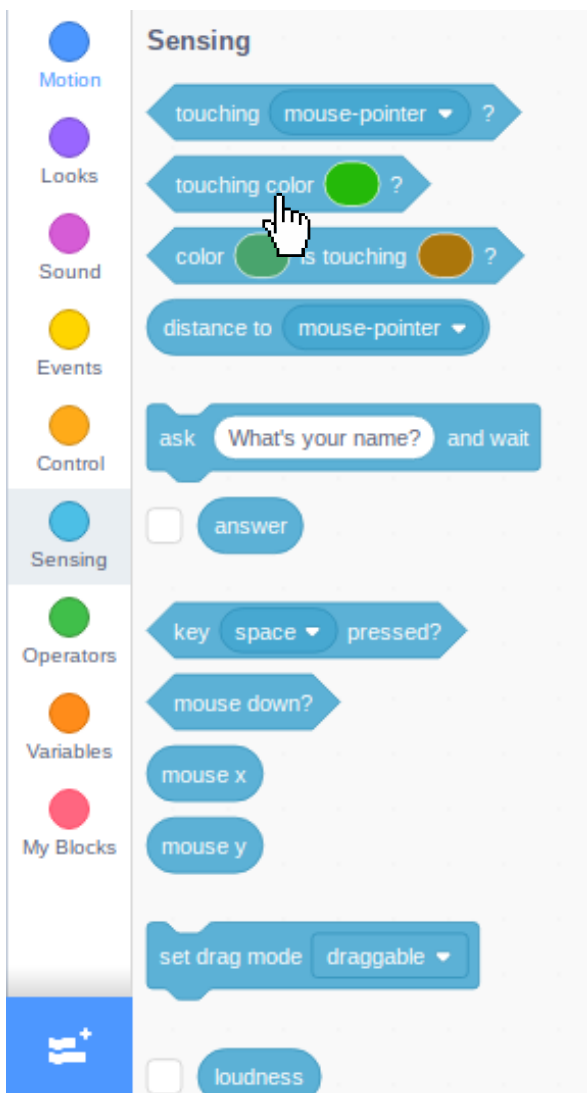 Sensing
Motion
Looks
Sound
Events
Control
Sensing
Operators
Variables
My Blocks
touching mouse-pointer ?
touching color ?
color is touching ?
distance to mouse-pointer
ask What's your name? and wait
answer
key space pressed?
mouse down?
mouse x
mouse y
set drag mode draggable
loudness